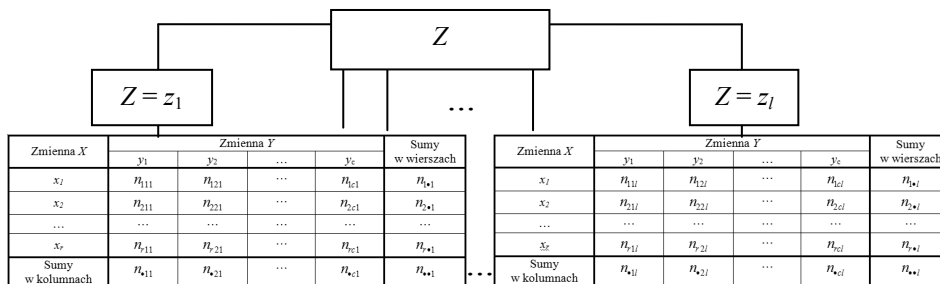 Z
Z = z₁
...
Z = zₗ
Zmienna X Zmienna Y Sumy w wierszach
y₁ y₂ ... y_c
x₁ n₁₁₁ n₁₂₁ ... n₁c₁ n₁•₁
x₂ n₂₁₁ n₂₂₁ ... n₂c₁ n₂•₁
... ... ... ... ... ...
xᵣ nᵣ₁₁ nᵣ₂₁ ... nᵣc₁ nᵣ•₁
Sumy w kolumnach n•₁₁ n•₂₁ ... n•c₁ n••₁
...
Zmienna X Zmienna Y Sumy w wierszach
y₁ y₂ ... y_c
x₁ n₁₁ₗ n₁₂ₗ ... n₁cₗ n₁•ₗ
x₂ n₂₁ₗ n₂₂ₗ ... n₂cₗ n₂•ₗ
... ... ... ... ... ...
xᵣ nᵣ₁ₗ nᵣ₂ₗ ... nᵣcₗ nᵣ•ₗ
Sumy w kolumnach n•₁ₗ n•₂ₗ ... n•cₗ n••ₗ